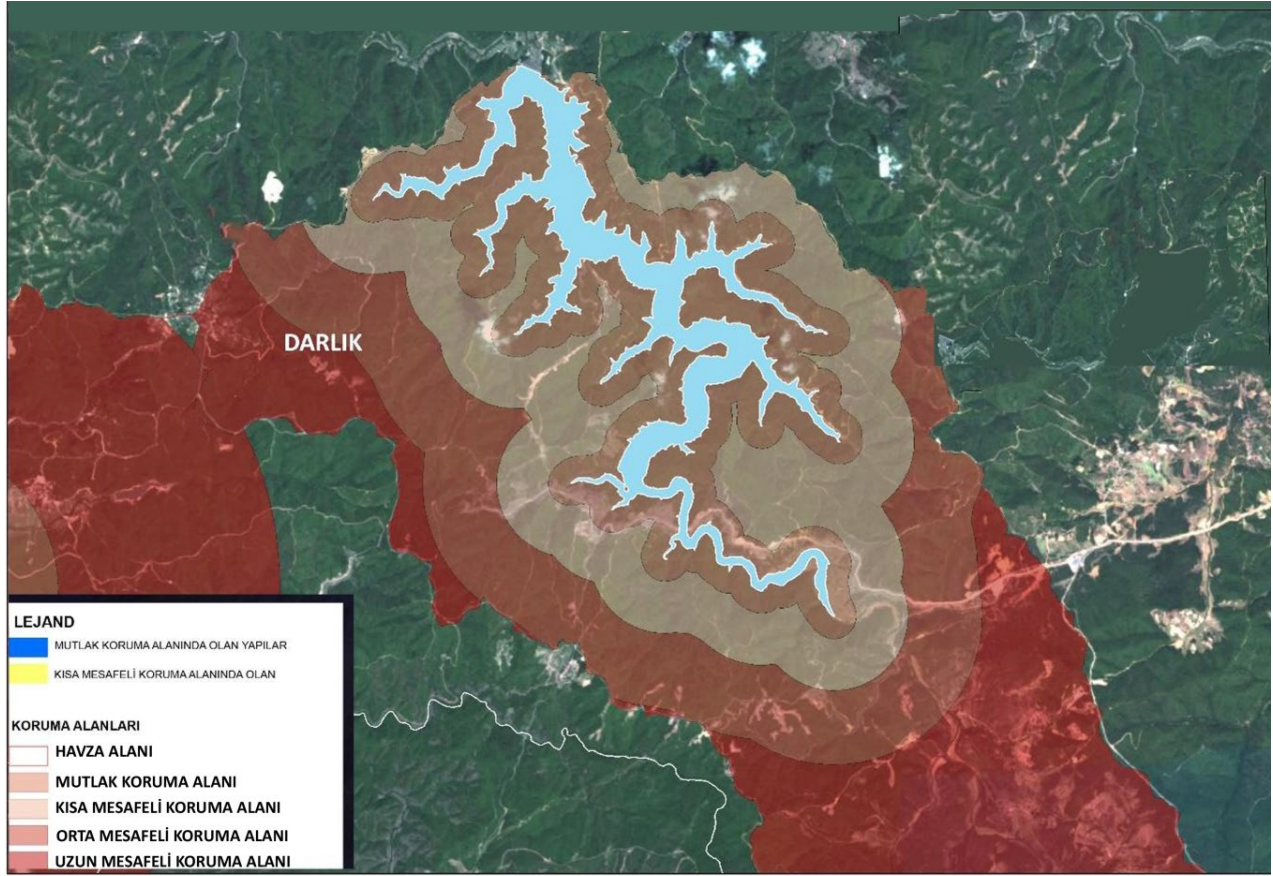 DARLIK
LEJAND
MUTLAK KORUMA ALANINDA OLAN YAPILAR
KISA MESAFELİ KORUMA ALANINDA OLAN
KORUMA ALANLARI
HAVZA ALANI
MUTLAK KORUMA ALANI
KISA MESAFELİ KORUMA ALANI
ORTA MESAFELİ KORUMA ALANI
UZUN MESAFELİ KORUMA ALANI